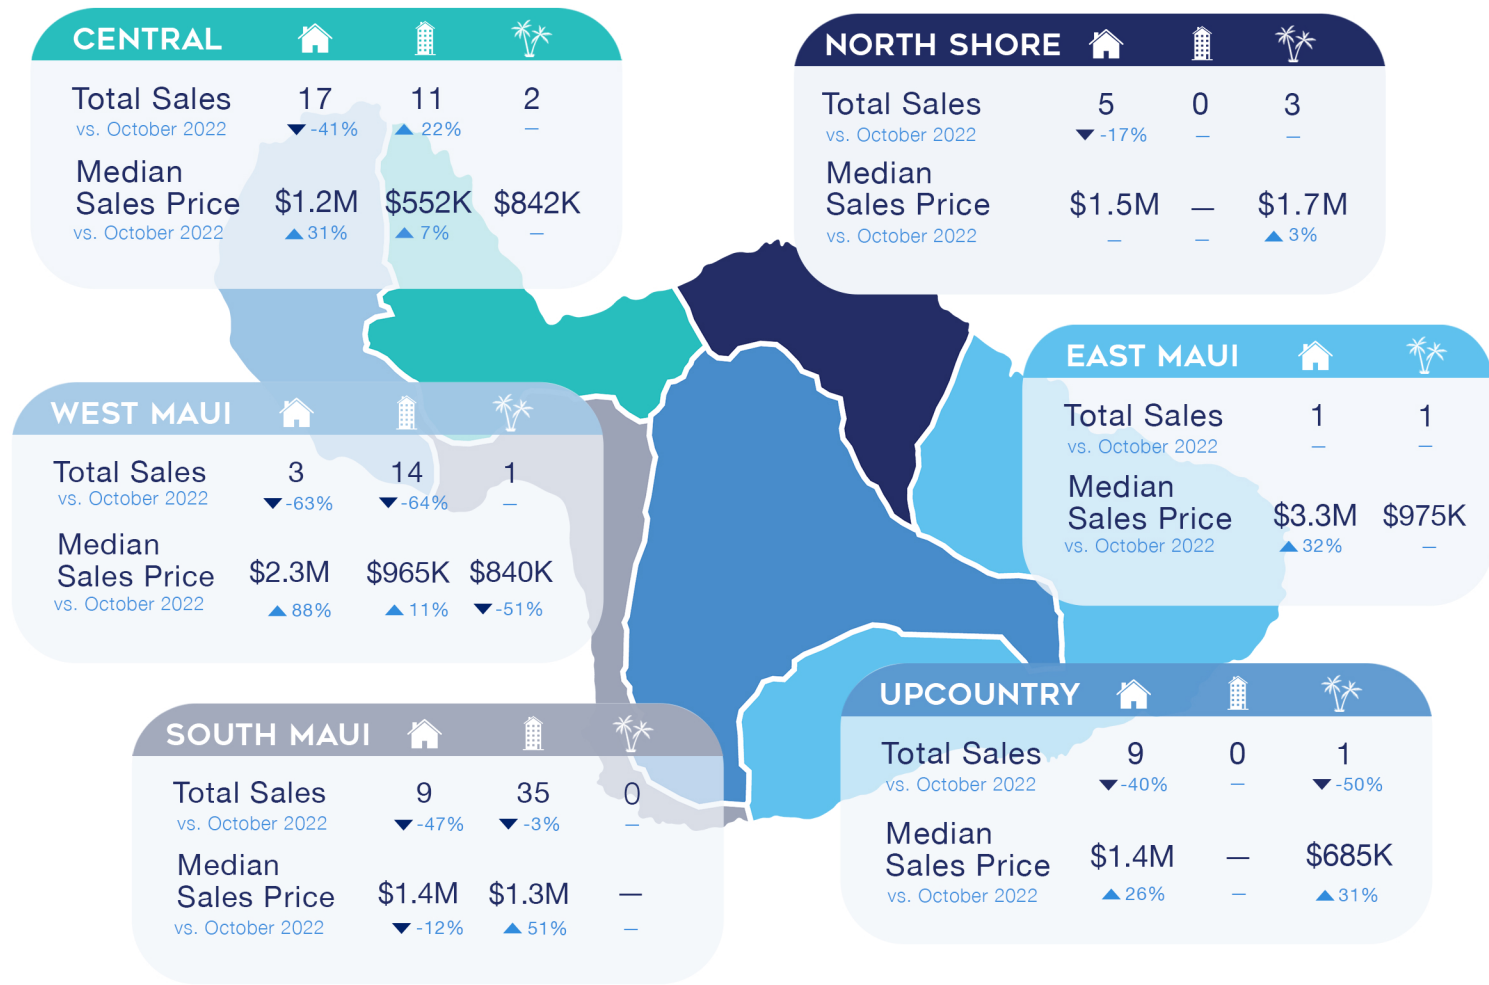 CENTRAL
Total Sales 17 11 2
vs. October 2022 -41% 22% –
Median
Sales Price $1.2M $552K $842K
vs. October 2022 31% 7% –
NORTH SHORE
Total Sales 5 0 3
vs. October 2022 -17% – –
Median
Sales Price $1.5M — $1.7M
vs. October 2022 – – 3%
WEST MAUI
Total Sales 3 14 1
vs. October 2022 -63% -64% –
Median
Sales Price $2.3M $965K $840K
vs. October 2022 88% 11% -51%
EAST MAUI
Total Sales 1 1
vs. October 2022 – –
Median
Sales Price $3.3M $975K
vs. October 2022 32% –
SOUTH MAUI
Total Sales 9 35 0
vs. October 2022 -47% -3% –
Median
Sales Price $1.4M $1.3M —
vs. October 2022 -12% 51% –
UPCOUNTRY
Total Sales 9 0 1
vs. October 2022 -40% – -50%
Median
Sales Price $1.4M — $685K
vs. October 2022 26% – 31%